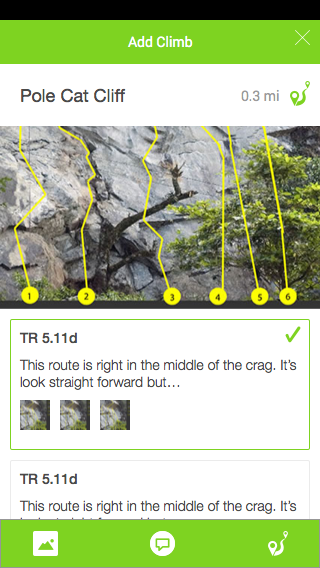 Add Climb
Pole Cat Cliff
0.3 mi
1 2 3 4 5 6
TR 5.11d
This route is right in the middle of the crag. It's
look straight forward but…
TR 5.11d
This route is right in the middle of the crag. It's